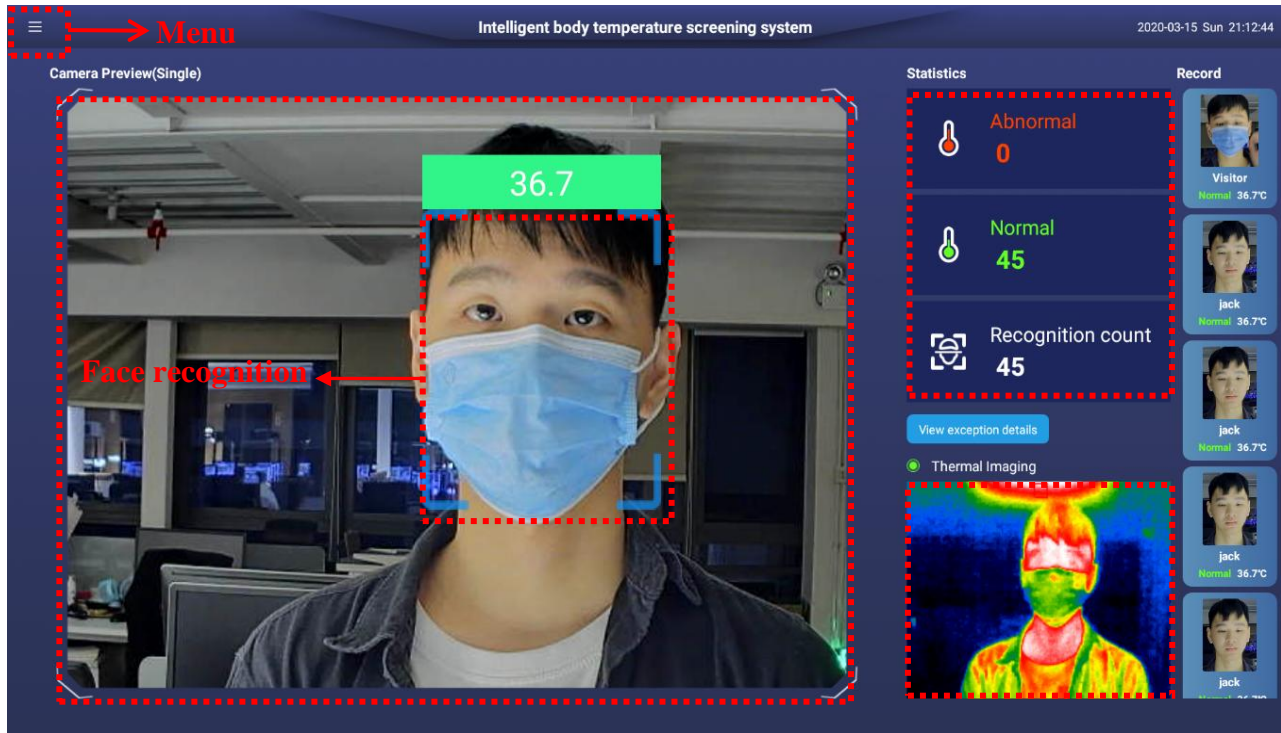 Menu
Intelligent body temperature screening system
2020-03-15 Sun 21:12:44
Camera Preview(Single)
36.7
Face recognition
Statistics
Abnormal
0
Normal
45
Recognition count
45
View exception details
Thermal Imaging
Record
Visitor
Normal 36.7℃
jack
Normal 36.7℃
jack
Normal 36.7℃
jack
Normal 36.7℃
jack